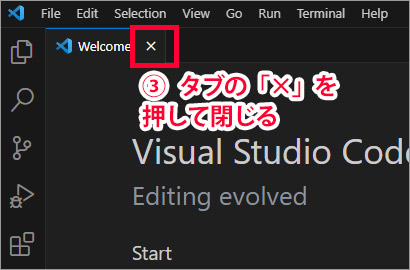 File Edit Selection View Go Run Terminal Help
Welcome ×
③ タブの「×」を
押して閉じる
Visual Studio Code
Editing evolved
Start